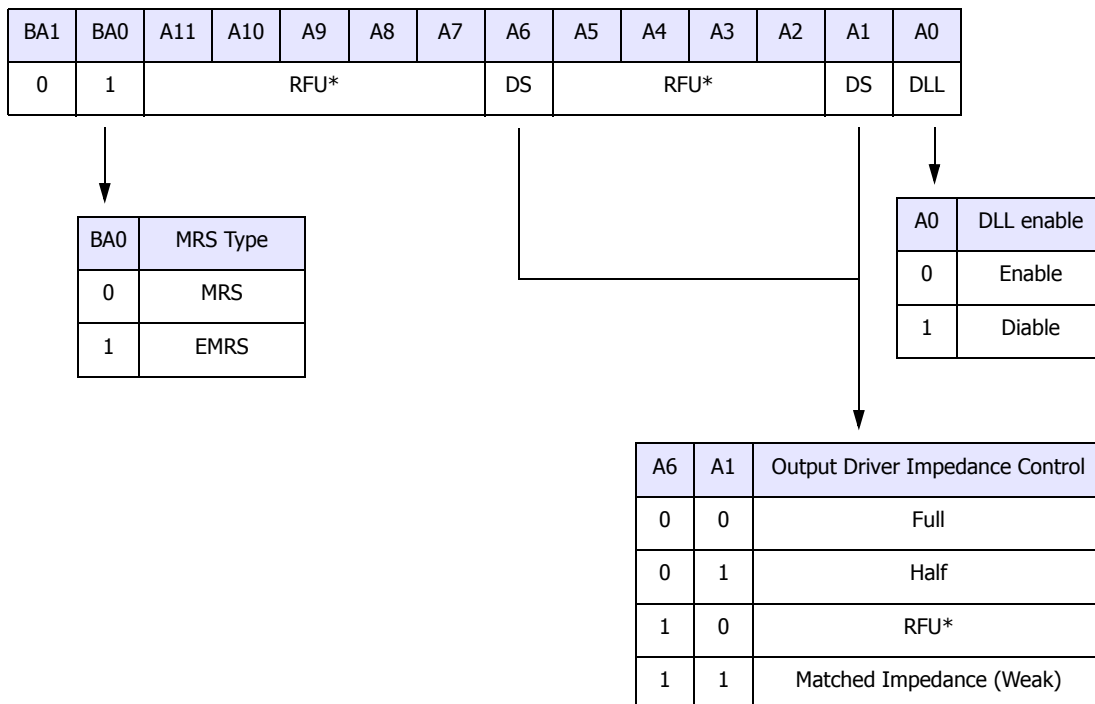 BA1 BA0 A11 A10 A9 A8 A7 A6 A5 A4 A3 A2 A1 A0
0 1 RFU* DS RFU* DS DLL
BA0 MRS Type
0 MRS
1 EMRS
A0 DLL enable
0 Enable
1 Diable
A6 A1 Output Driver Impedance Control
0 0 Full
0 1 Half
1 0 RFU*
1 1 Matched Impedance (Weak)